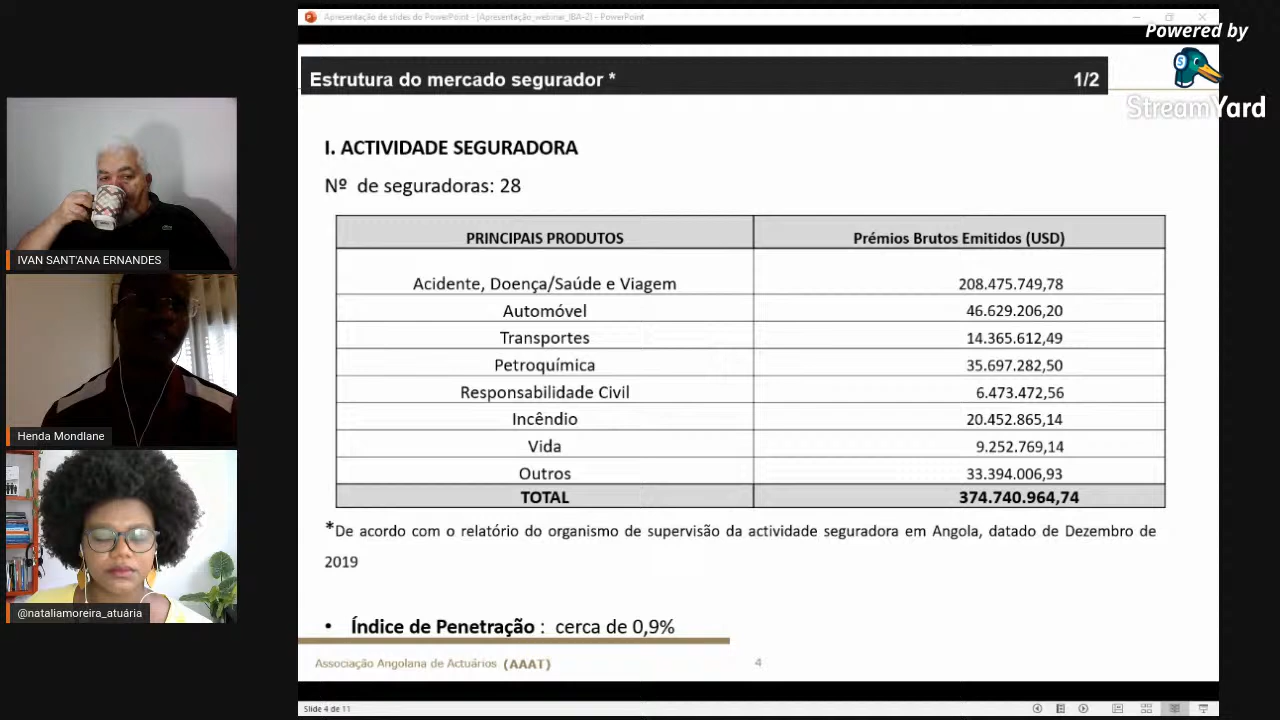 Apresentação de slides do PowerPoint - [Apresentação_webinar_IBA-2] - PowerPoint
Powered by
StreamYard
Estrutura do mercado segurador * 1/2
I. ACTIVIDADE SEGURADORA
Nº de seguradoras: 28
PRINCIPAIS PRODUTOS Prémios Brutos Emitidos (USD)
Acidente, Doença/Saúde e Viagem 208.475.749,78
Automóvel 46.629.206,20
Transportes 14.365.612,49
Petroquímica 35.697.282,50
Responsabilidade Civil 6.473.472,56
Incêndio 20.452.865,14
Vida 9.252.769,14
Outros 33.394.006,93
TOTAL 374.740.964,74
*De acordo com o relatório do organismo de supervisão da actividade seguradora em Angola, datado de Dezembro de
2019
• Índice de Penetração : cerca de 0,9%
Associação Angolana de Actuários (AAAT) 4
Slide 4 de 11
IVAN SANT'ANA ERNANDES
Henda Mondlane
@nataliamoreira_atuária